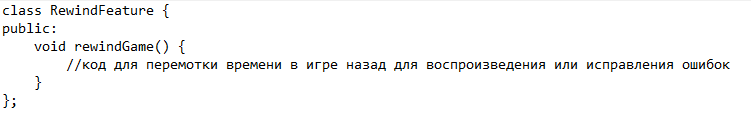 class RewindFeature {
public:
    void rewindGame() {
        //код для перемотки времени в игре назад для воспроизведения или исправления ошибок
    }
};